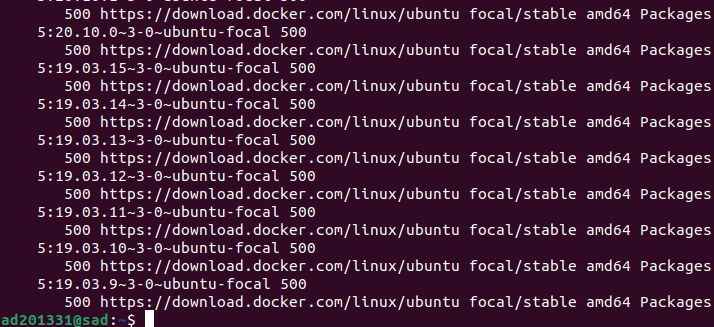 500 https://download.docker.com/linux/ubuntu focal/stable amd64 Packages
5:20.10.0~3-0~ubuntu-focal 500
500 https://download.docker.com/linux/ubuntu focal/stable amd64 Packages
5:19.03.15~3-0~ubuntu-focal 500
500 https://download.docker.com/linux/ubuntu focal/stable amd64 Packages
5:19.03.14~3-0~ubuntu-focal 500
500 https://download.docker.com/linux/ubuntu focal/stable amd64 Packages
5:19.03.13~3-0~ubuntu-focal 500
500 https://download.docker.com/linux/ubuntu focal/stable amd64 Packages
5:19.03.12~3-0~ubuntu-focal 500
500 https://download.docker.com/linux/ubuntu focal/stable amd64 Packages
5:19.03.11~3-0~ubuntu-focal 500
500 https://download.docker.com/linux/ubuntu focal/stable amd64 Packages
5:19.03.10~3-0~ubuntu-focal 500
500 https://download.docker.com/linux/ubuntu focal/stable amd64 Packages
5:19.03.9~3-0~ubuntu-focal 500
500 https://download.docker.com/linux/ubuntu focal/stable amd64 Packages
ad201331@sad:~$